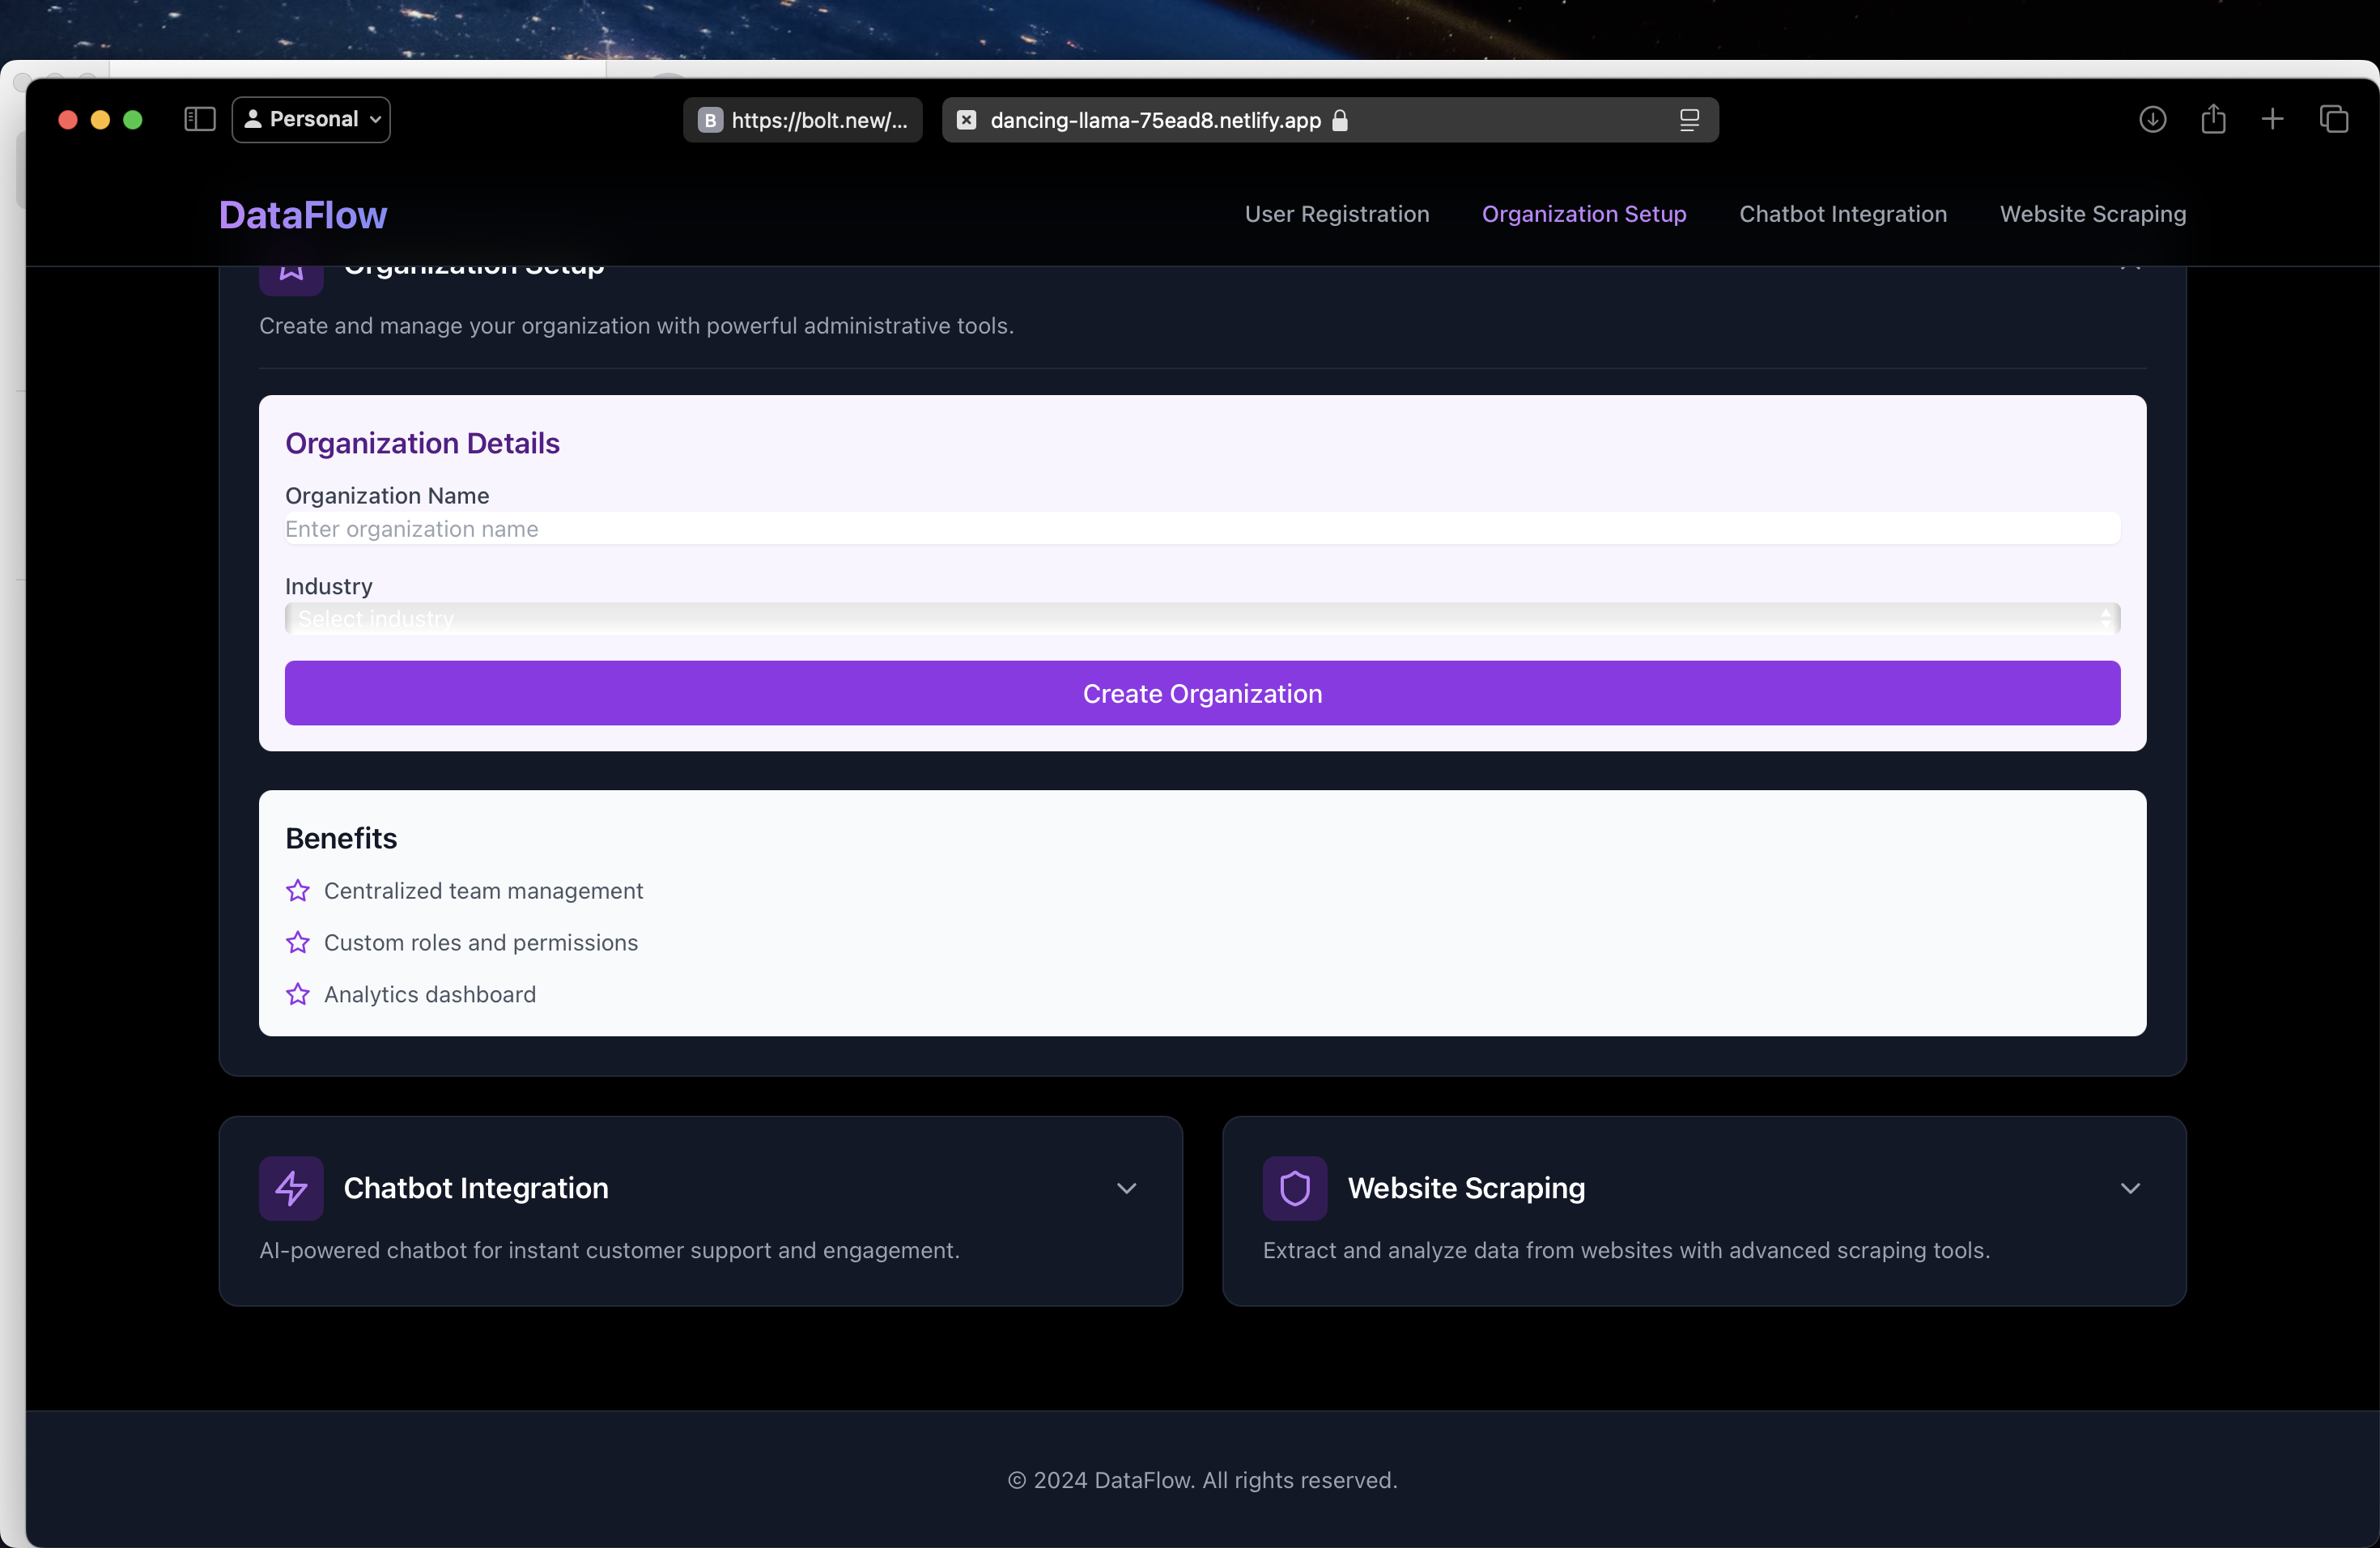 Personal
B https://bolt.new/...
dancing-llama-75ead8.netlify.app
DataFlow
User Registration
Organization Setup
Chatbot Integration
Website Scraping
Organization Setup
Create and manage your organization with powerful administrative tools.
Organization Details
Organization Name
Enter organization name
Industry
Select industry
Create Organization
Benefits
Centralized team management
Custom roles and permissions
Analytics dashboard
Chatbot Integration
AI-powered chatbot for instant customer support and engagement.
Website Scraping
Extract and analyze data from websites with advanced scraping tools.
© 2024 DataFlow. All rights reserved.